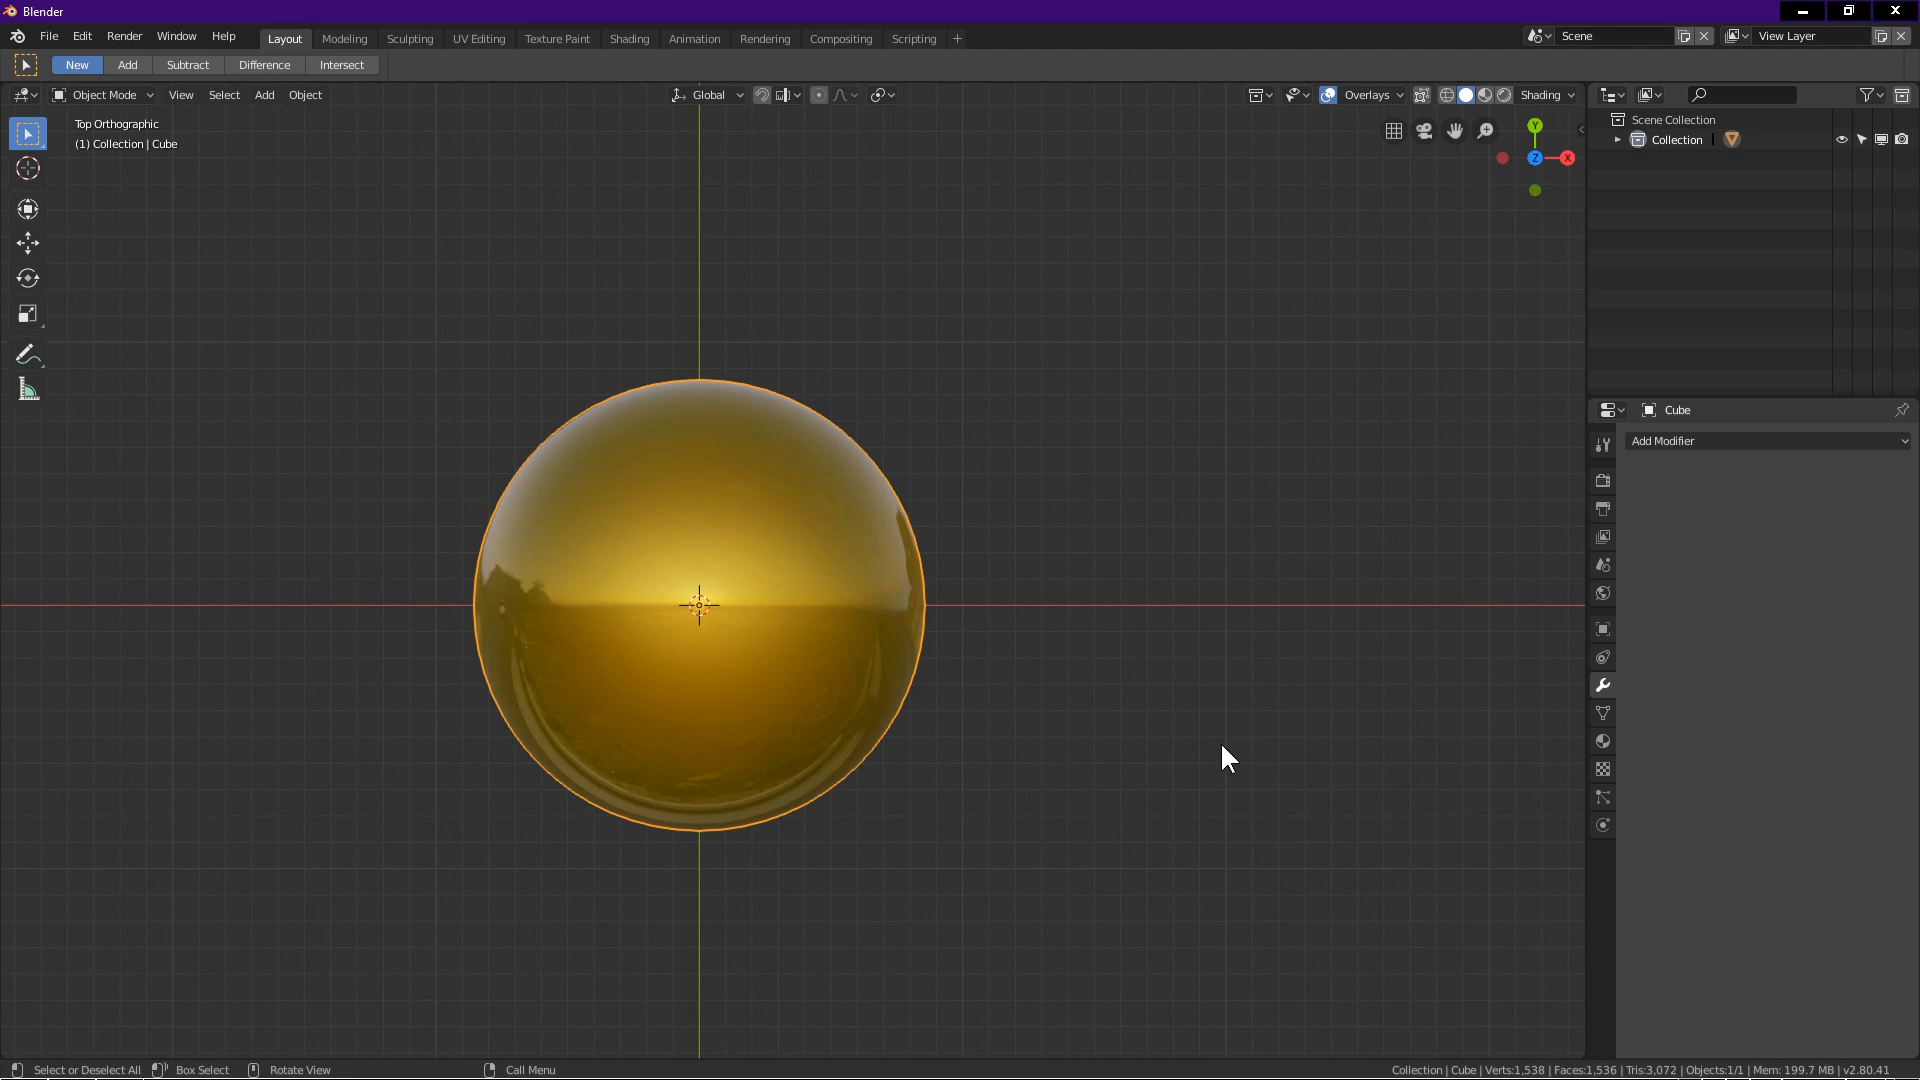 Blender
File Edit Render Window Help Layout Modeling Sculpting UV Editing Texture Paint Shading Animation Rendering Compositing Scripting + Scene View Layer
New Add Subtract Difference Intersect
Object Mode View Select Add Object Global Overlays Shading
Top Orthographic
(1) Collection | Cube
Y
Z X
Scene Collection
Collection
Cube
Add Modifier
Select or Deselect All Box Select Rotate View Call Menu Collection | Cube | Verts:1,538 | Faces:1,536 | Tris:3,072 | Objects:1/1 | Mem: 199.7 MB | v2.80.41